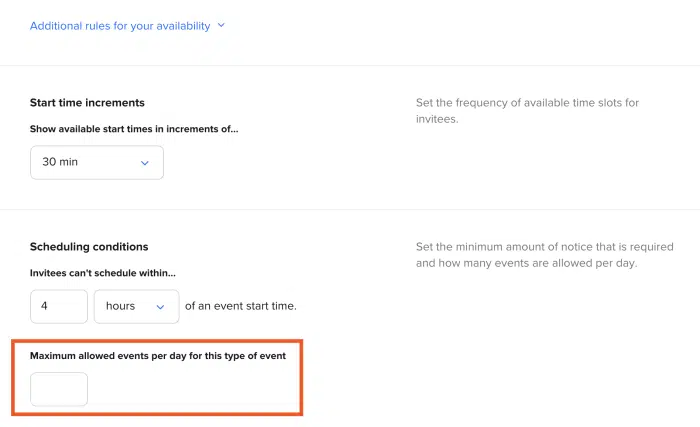 Additional rules for your availability
Start time increments
Set the frequency of available time slots for
invitees.
Show available start times in increments of...
30 min
Scheduling conditions
Set the minimum amount of notice that is required
and how many events are allowed per day.
Invitees can't schedule within...
4 hours of an event start time.
Maximum allowed events per day for this type of event